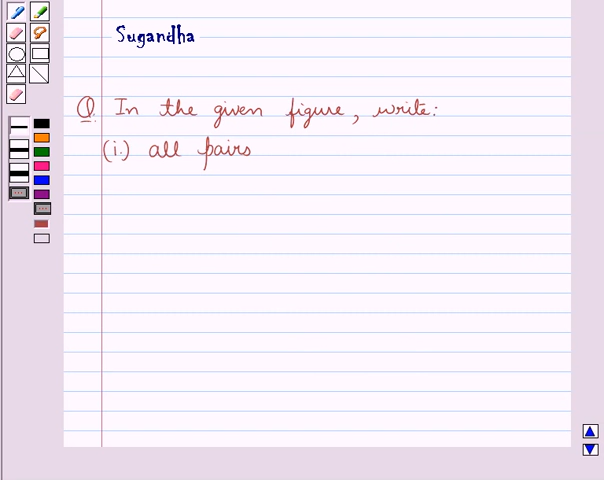 Sugandha
Q. In the given figure, write:
(i.) all pairs